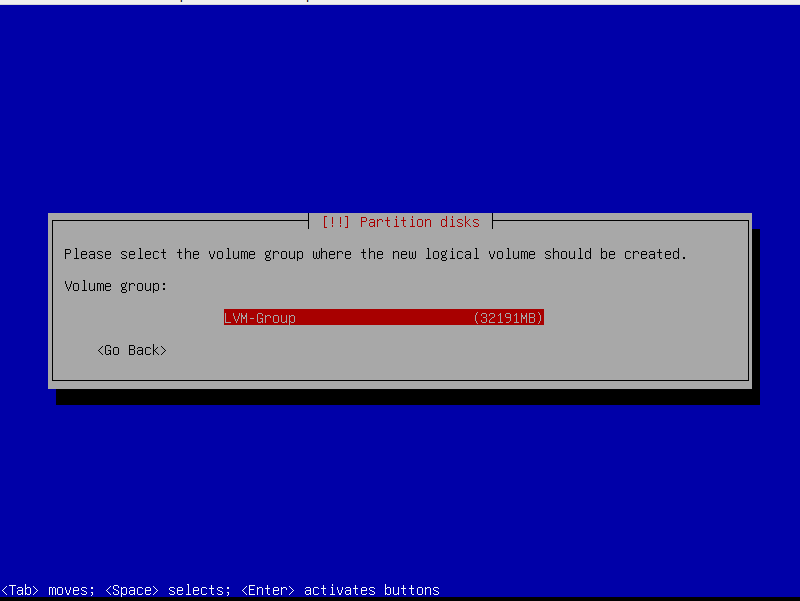 [!!] Partition disks
Please select the volume group where the new logical volume should be created.
Volume group:
LVM-Group (32191MB)
<Go Back>
<Tab> moves; <Space> selects; <Enter> activates buttons